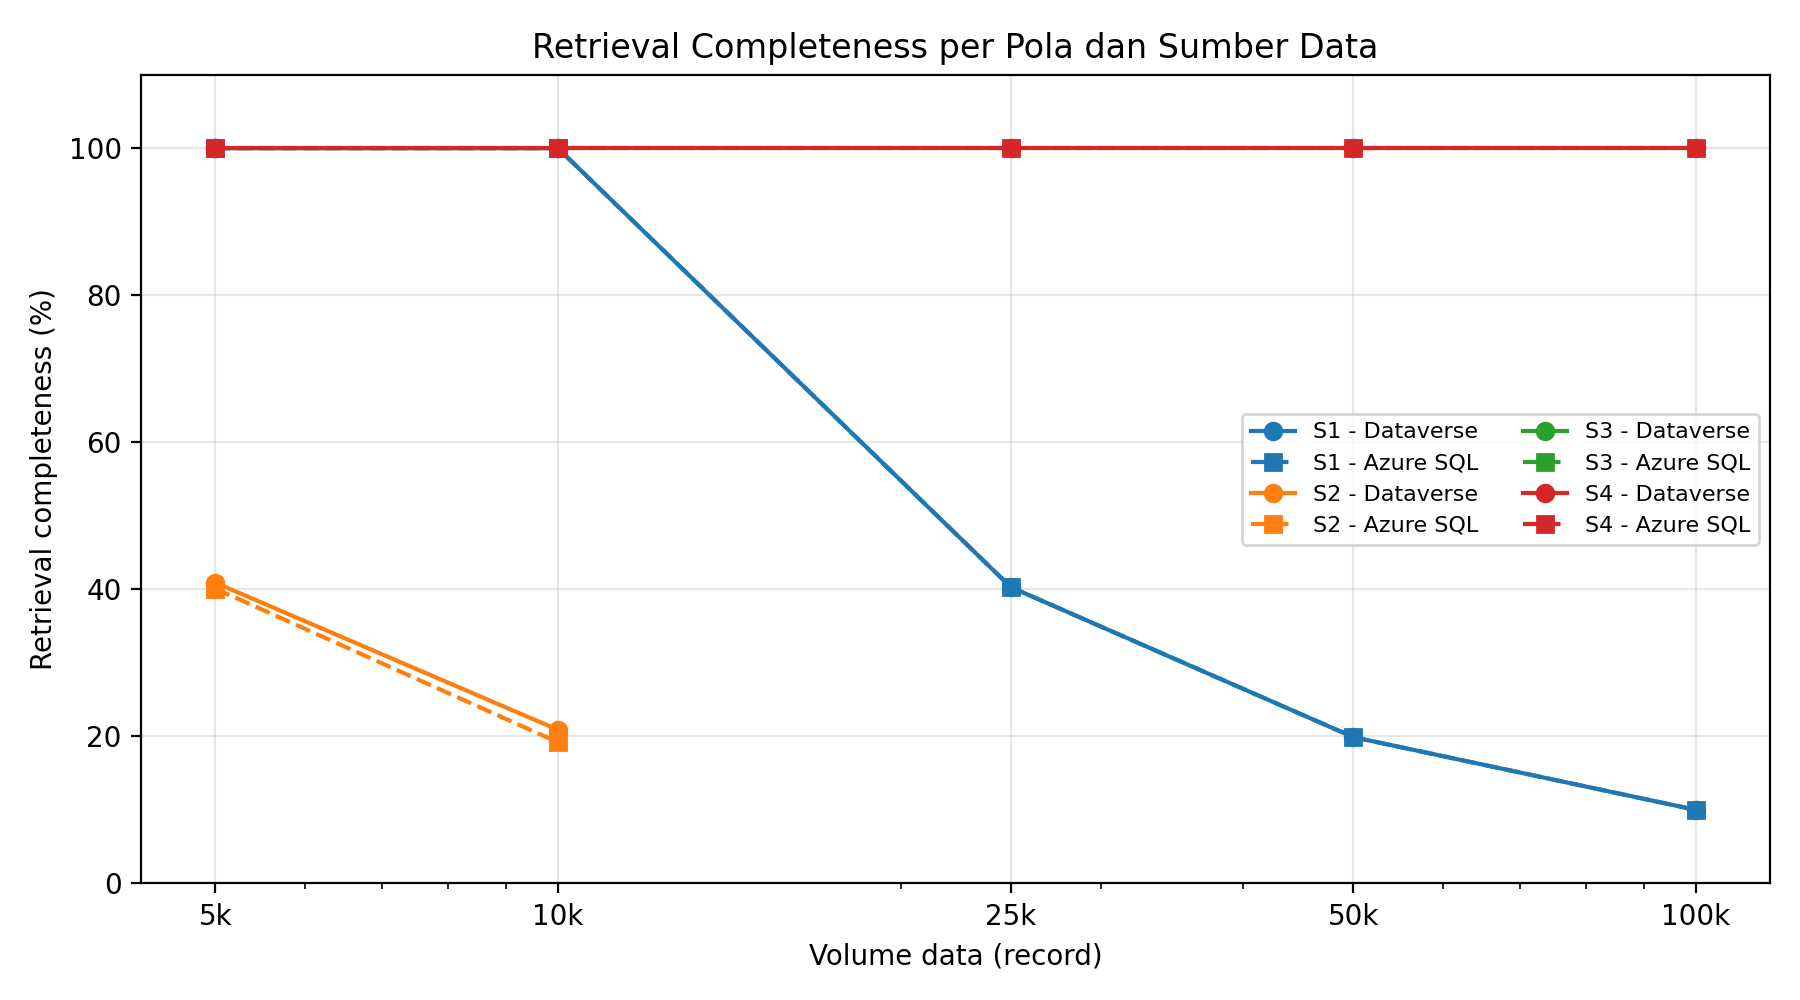 Retrieval Completeness per Pola dan Sumber Data
Retrieval completeness (%)
100
80
60
40
20
0
S1 - Dataverse
S1 - Azure SQL
S2 - Dataverse
S2 - Azure SQL
S3 - Dataverse
S3 - Azure SQL
S4 - Dataverse
S4 - Azure SQL
5k 10k 25k 50k 100k
Volume data (record)